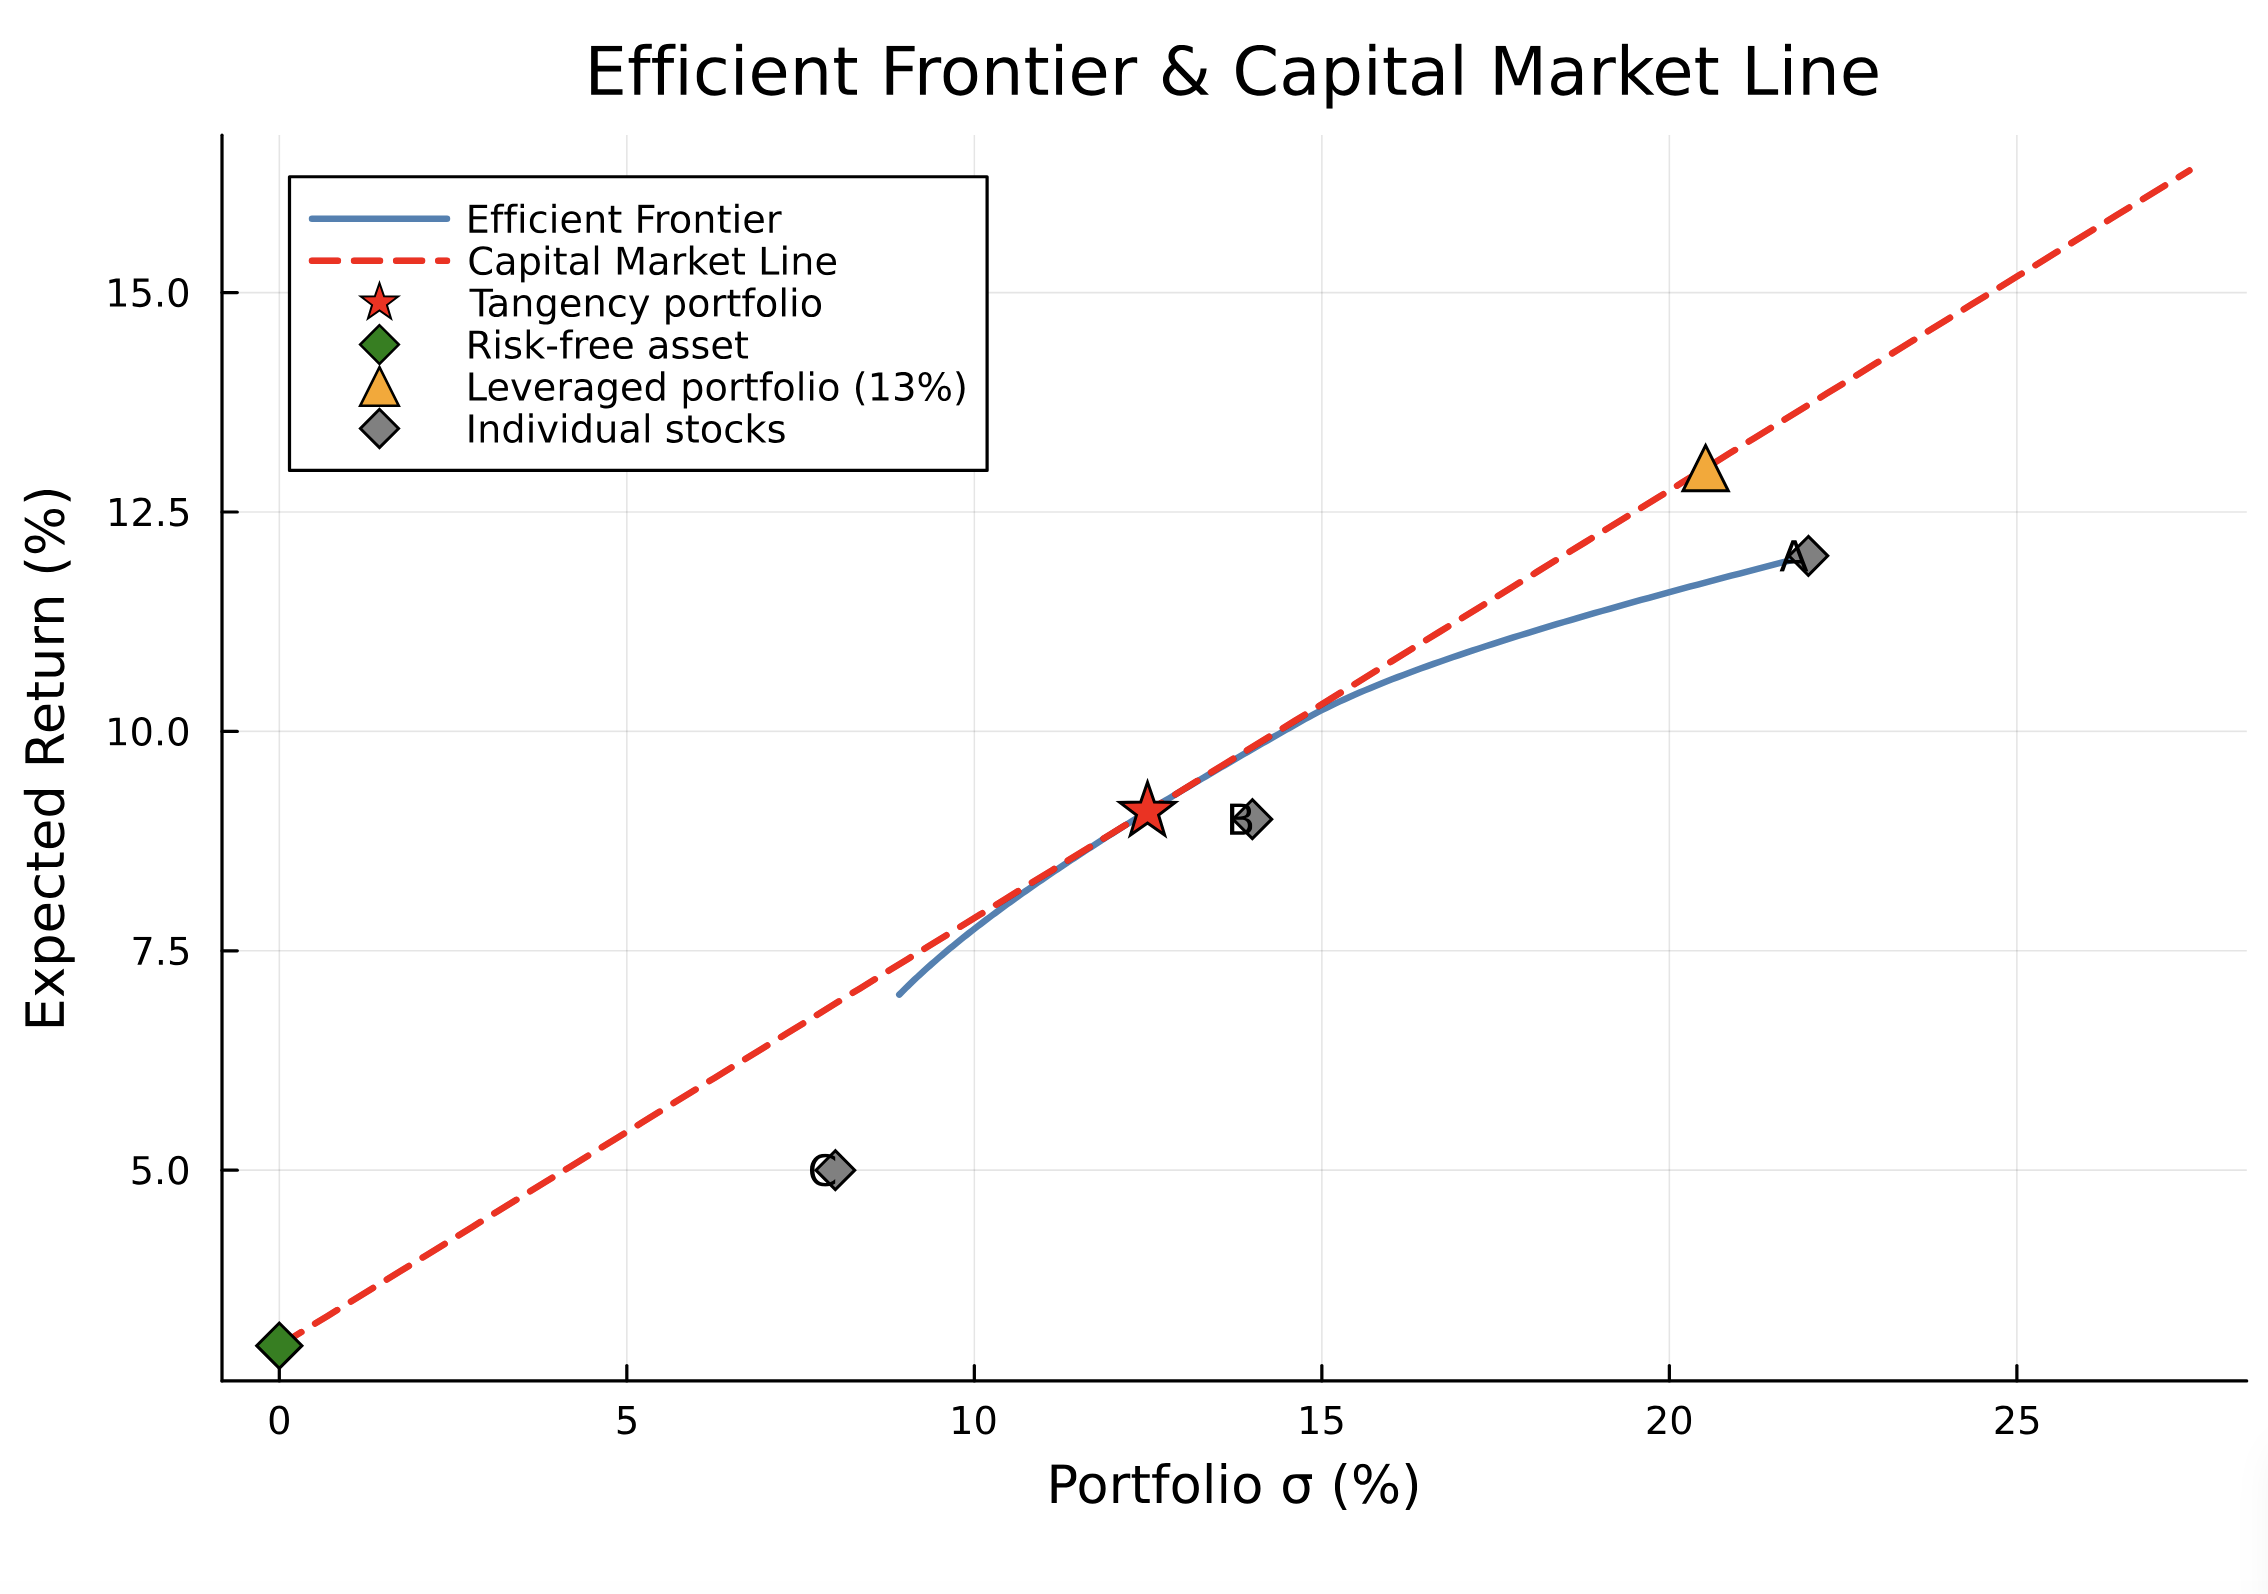 Efficient Frontier & Capital Market Line
Efficient Frontier
Capital Market Line
Tangency portfolio
Risk-free asset
Leveraged portfolio (13%)
Individual stocks
Expected Return (%)
15.0
12.5
10.0
7.5
5.0
A
B
C
0 5 10 15 20 25
Portfolio σ (%)